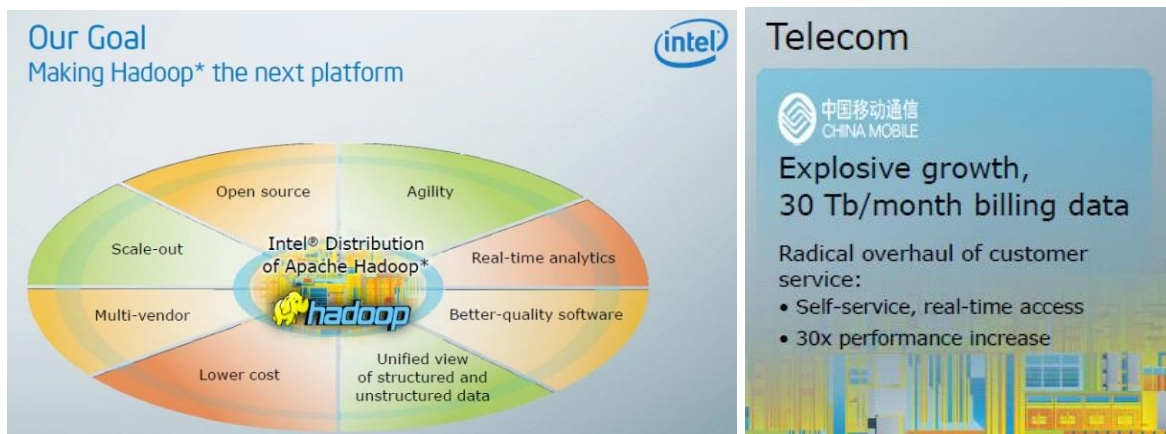 Our Goal
Making Hadoop* the next platform
intel
Open source
Agility
Scale-out
Intel® Distribution
of Apache Hadoop*
Real-time analytics
hadoop
Multi-vendor
Better-quality software
Lower cost
Unified view
of structured and
unstructured data
Telecom
中国移动通信
CHINA MOBILE
Explosive growth,
30 Tb/month billing data
Radical overhaul of customer
service:
• Self-service, real-time access
• 30x performance increase